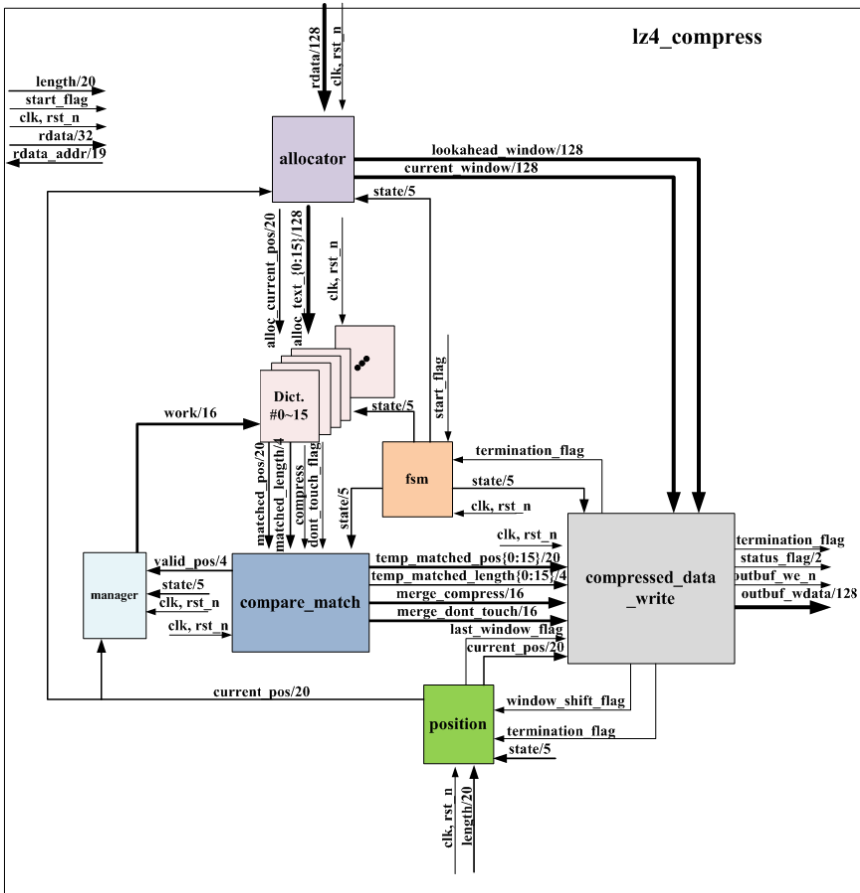 lz4_compress
rdata/128
clk, rst_n
length/20
start_flag
clk, rst_n
rdata/32
rdata_addr/19
allocator
lookahead_window/128
current_window/128
state/5
alloc_current_pos/20
alloc_text_{0:15}/128
clk, rst_n
Dict.
#0~15
work/16
state/5
start_flag
fsm
termination_flag
state/5
clk, rst_n
matched_pos/20
matched_length/4
compress
dont_touch_flag
state/5
clk, rst_n
manager
valid_pos/4
state/5
clk, rst_n
clk, rst_n
compare_match
temp_matched_pos{0:15}/20
temp_matched_length{0:15}/4
merge_compress/16
merge_dont_touch/16
last_window_flag
current_pos/20
compressed_data
_write
termination_flag
status_flag/2
outbuf_we_n
outbuf_wdata/128
current_pos/20
position
window_shift_flag
termination_flag
state/5
clk, rst_n
length/20